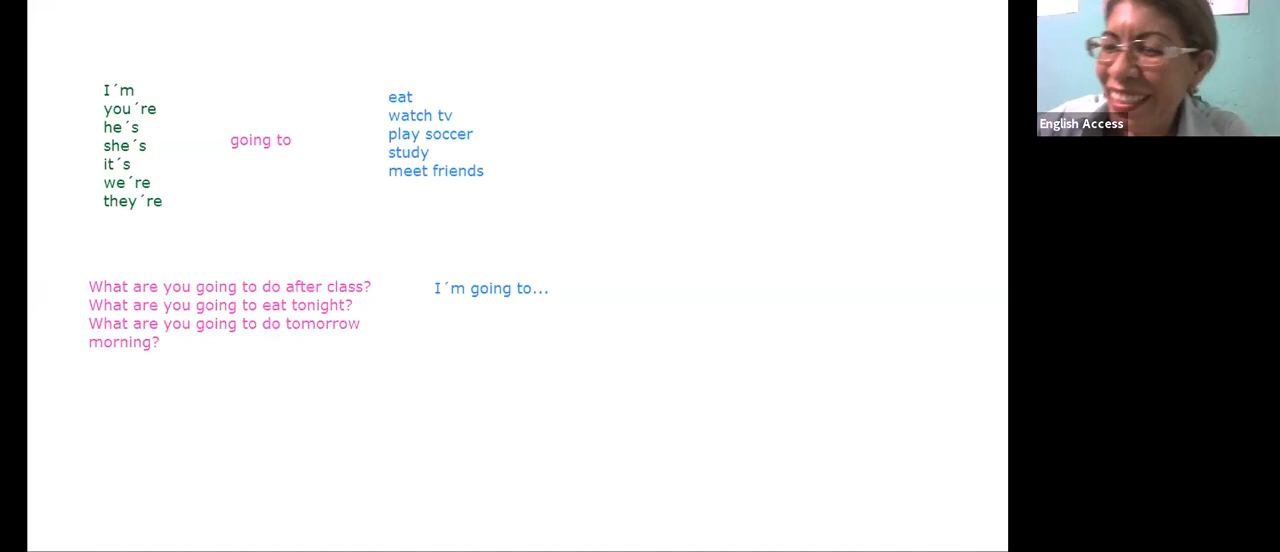 I´m
you´re
he´s
she´s
it´s
we´re
they´re
going to
eat
watch tv
play soccer
study
meet friends
What are you going to do after class?
What are you going to eat tonight?
What are you going to do tomorrow
morning?
I´m going to...
English Access